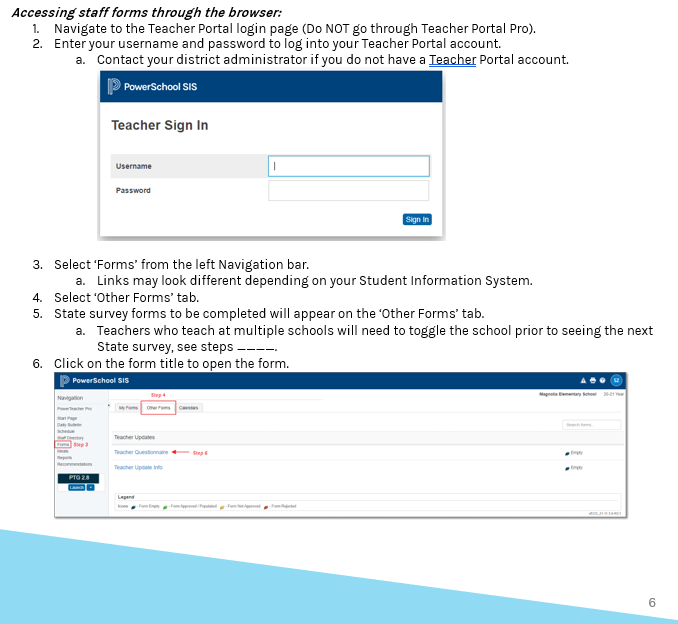 Accessing staff forms through the browser:
1. Navigate to the Teacher Portal login page (Do NOT go through Teacher Portal Pro).
2. Enter your username and password to log into your Teacher Portal account.
a. Contact your district administrator if you do not have a Teacher Portal account.
PowerSchool SIS
Teacher Sign In
Username
Password
Sign In
3. Select ‘Forms’ from the left Navigation bar.
a. Links may look different depending on your Student Information System.
4. Select ‘Other Forms’ tab.
5. State survey forms to be completed will appear on the ‘Other Forms’ tab.
a. Teachers who teach at multiple schools will need to toggle the school prior to seeing the next
State survey, see steps ____.
6. Click on the form title to open the form.
PowerSchool SIS
SZ
Navigation
Step 4
Magnolia Elementary School 20-21 Year
PowerTeacher Pro
My Forms Other Forms Calendars
Start Page
Daily Bulletin
Schedule
Staff Directory
Forms Step 3
Meals
Reports
Recommendations
Search forms
Teacher Updates
Teacher Questionnaire Step 6 Empty
Teacher Update Info Empty
PTG 2.8
Launch
Legend
Icons - Form Empty - Form Approved / Populated - Form Not Approved - Form Rejected
6